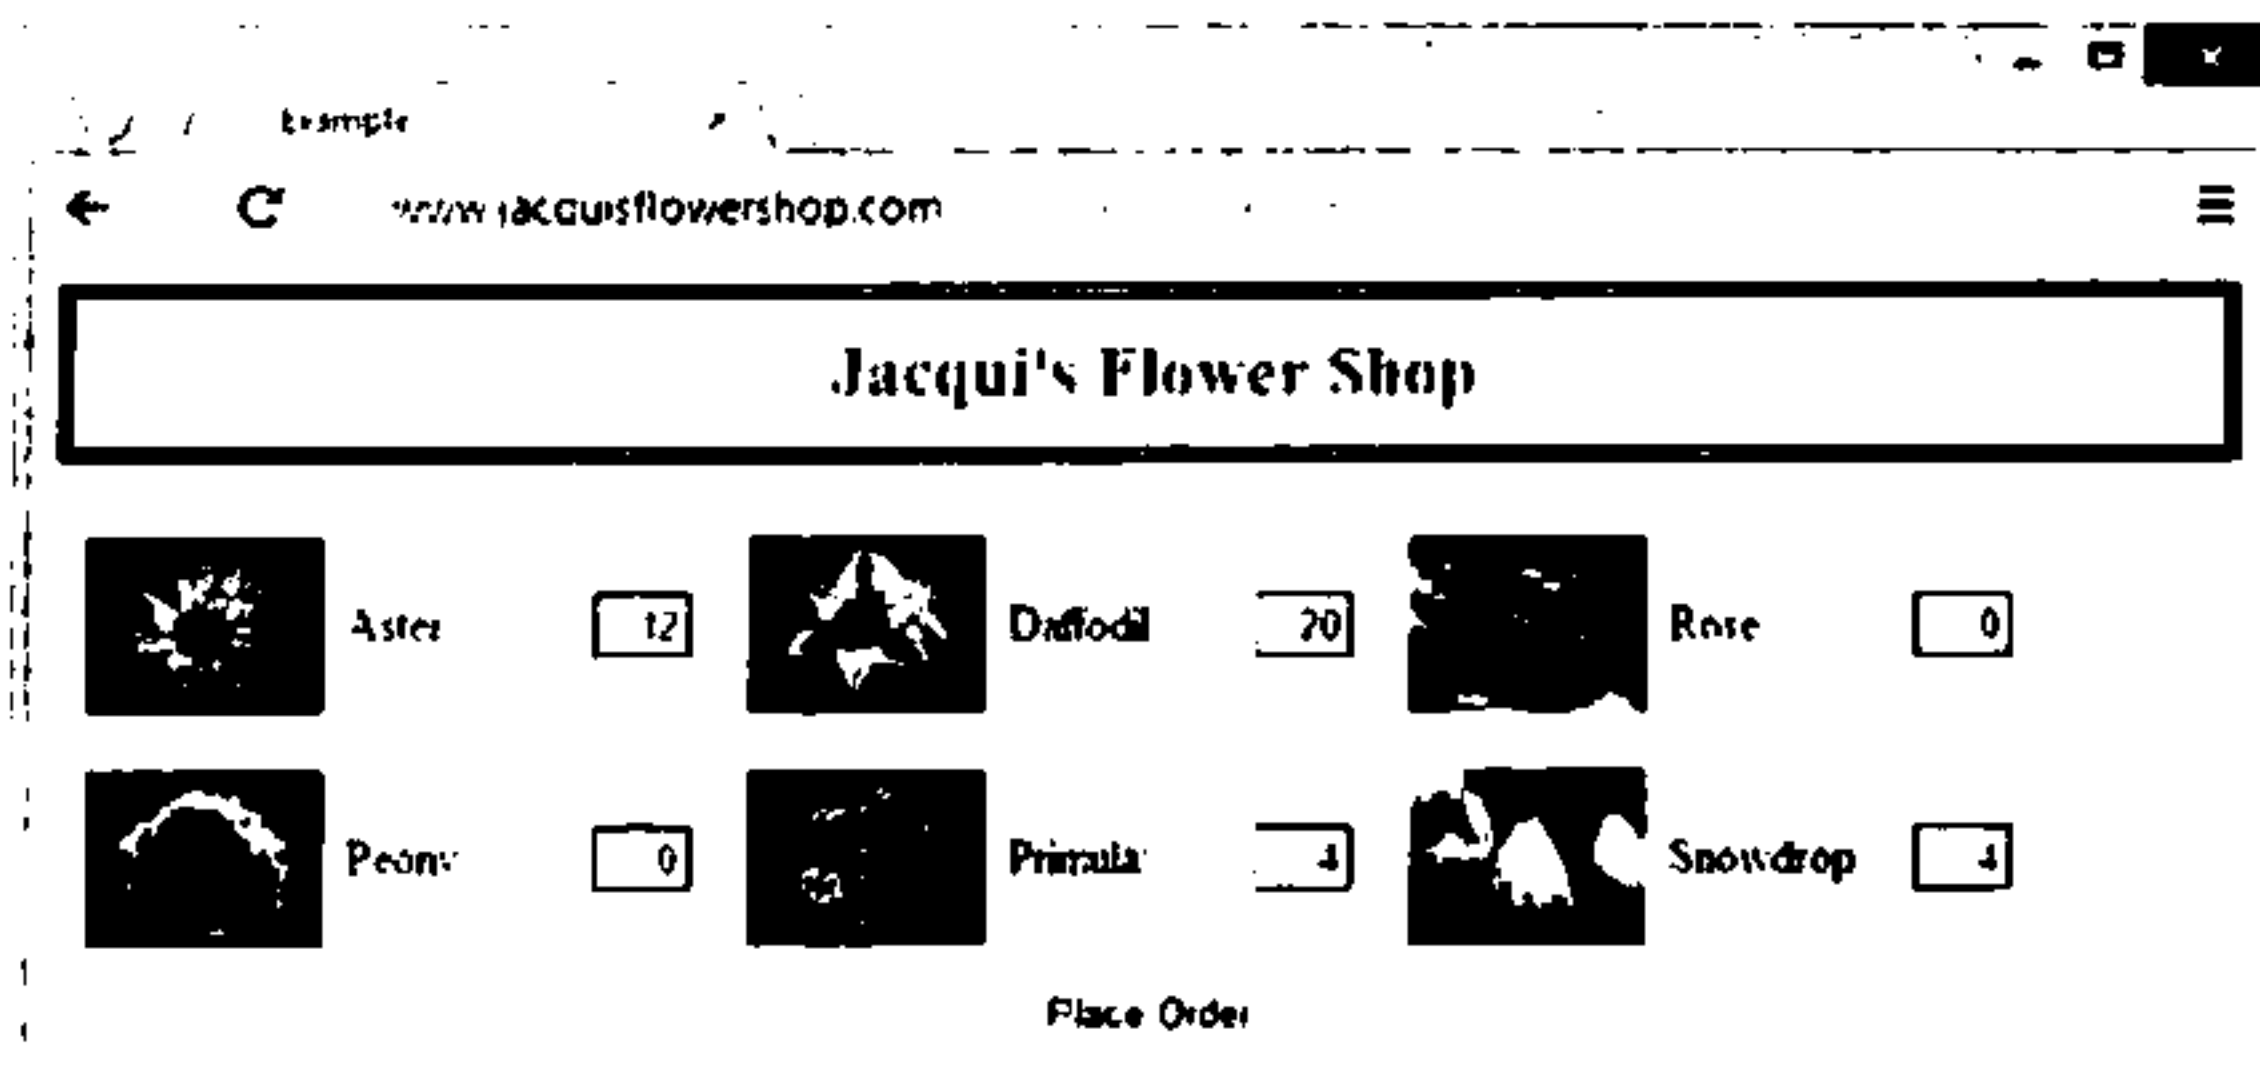 Example
www.jacquisflowershop.com
Jacqui's Flower Shop
Aster 12 Daffodil 20 Rose 0
Peony 0 Primula 4 Snowdrop 4
Place Order